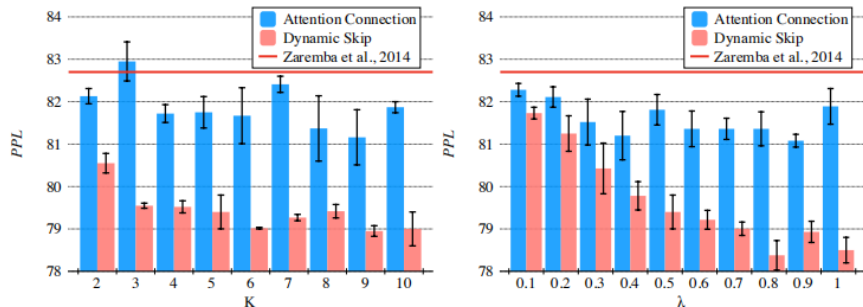 84
83
82
81
80
79
78
PPL
Attention Connection
Dynamic Skip
Zaremba et al., 2014
2 3 4 5 6 7 8 9 10
K
84
83
82
81
80
79
78
PPL
Attention Connection
Dynamic Skip
Zaremba et al., 2014
0.1 0.2 0.3 0.4 0.5 0.6 0.7 0.8 0.9 1
λ